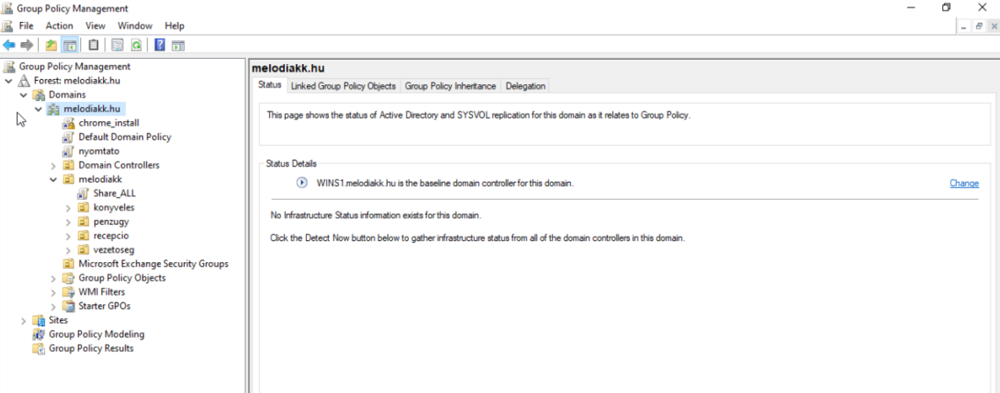 Group Policy Management
File Action View Window Help
Group Policy Management
Forest: melodiakk.hu
Domains
melodiakk.hu
chrome_install
Default Domain Policy
nyomtato
Domain Controllers
melodiakk
Share_ALL
konyveles
penzugy
recepcio
vezetoseg
Microsoft Exchange Security Groups
Group Policy Objects
WMI Filters
Starter GPOs
Sites
Group Policy Modeling
Group Policy Results
melodiakk.hu
Status Linked Group Policy Objects Group Policy Inheritance Delegation
This page shows the status of Active Directory and SYSVOL replication for this domain as it relates to Group Policy.
Status Details
WINS1.melodiakk.hu is the baseline domain controller for this domain. Change
No Infrastructure Status information exists for this domain.
Click the Detect Now button below to gather infrastructure status from all of the domain controllers in this domain.